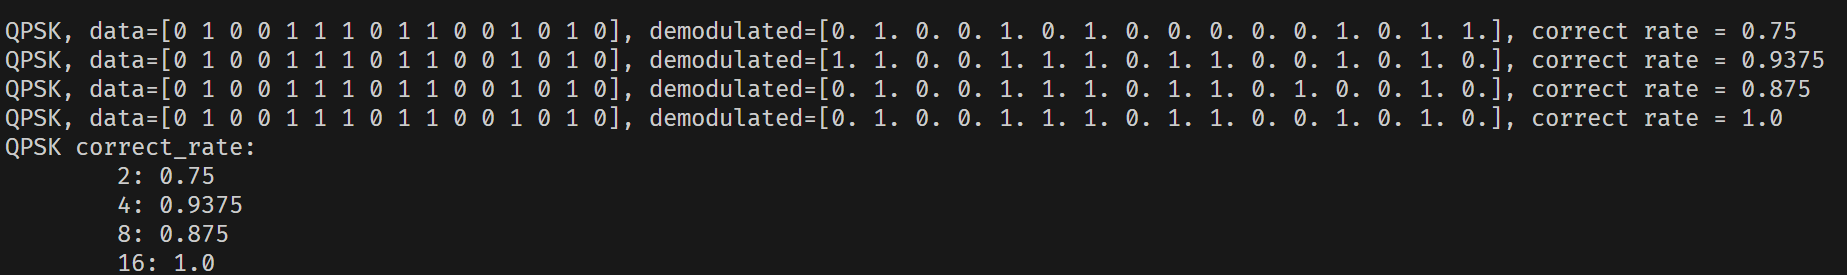 QPSK, data=[0 1 0 0 1 1 1 0 1 1 0 0 1 0 1 0], demodulated=[0. 1. 0. 0. 1. 0. 1. 0. 0. 0. 0. 0. 1. 0. 1. 1.], correct rate = 0.75
QPSK, data=[0 1 0 0 1 1 1 0 1 1 0 0 1 0 1 0], demodulated=[1. 1. 0. 0. 1. 1. 1. 0. 1. 1. 0. 0. 1. 0. 1. 0.], correct rate = 0.9375
QPSK, data=[0 1 0 0 1 1 1 0 1 1 0 0 1 0 1 0], demodulated=[0. 1. 0. 0. 1. 1. 1. 0. 1. 0. 1. 0. 0. 0. 1. 0.], correct rate = 0.875
QPSK, data=[0 1 0 0 1 1 1 0 1 1 0 0 1 0 1 0], demodulated=[0. 1. 0. 0. 1. 1. 1. 0. 1. 1. 0. 0. 1. 0. 1. 0.], correct rate = 1.0
QPSK correct_rate:
2: 0.75
4: 0.9375
8: 0.875
16: 1.0